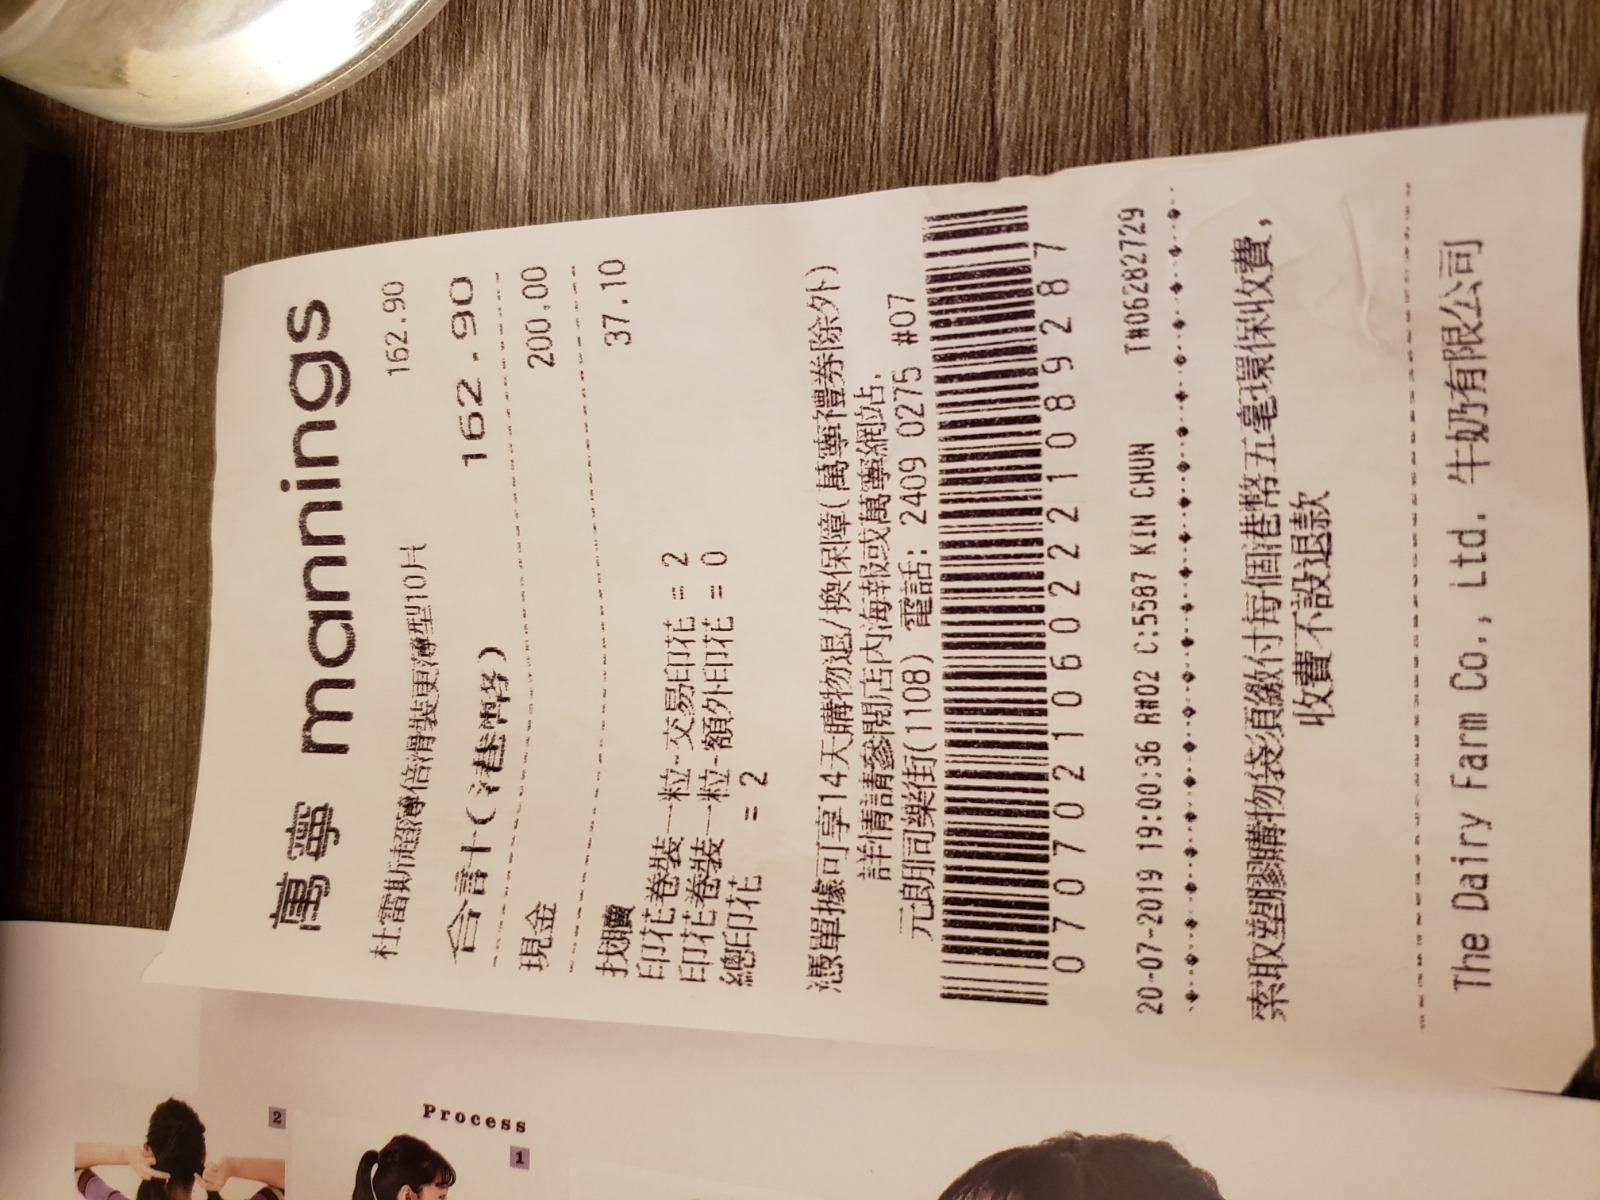 萬寧 mannings
杜雷斯超薄倍滑裝更薄型10片 162.90
合計(港幣) 162.90
現金 200.00
找贖 37.10
印花卷裝一粒-交易印花 = 2
印花卷裝一粒-額外印花 = 0
總印花 = 2
憑單據可享14天購物退/換保障(萬寧禮券除外)
詳情請參閱店內海報或萬寧網站.
元朗同樂街(1108) 電話: 2409 0275 #07
07070210602221089287
20-07-2019 19:00:36 R#02 C:5587 KIN CHUN T#06282729
索取塑膠購物袋須繳付每個港幣五毫環保收費,
收費不設退款
The Dairy Farm Co., Ltd. 牛奶有限公司
2
Process
1